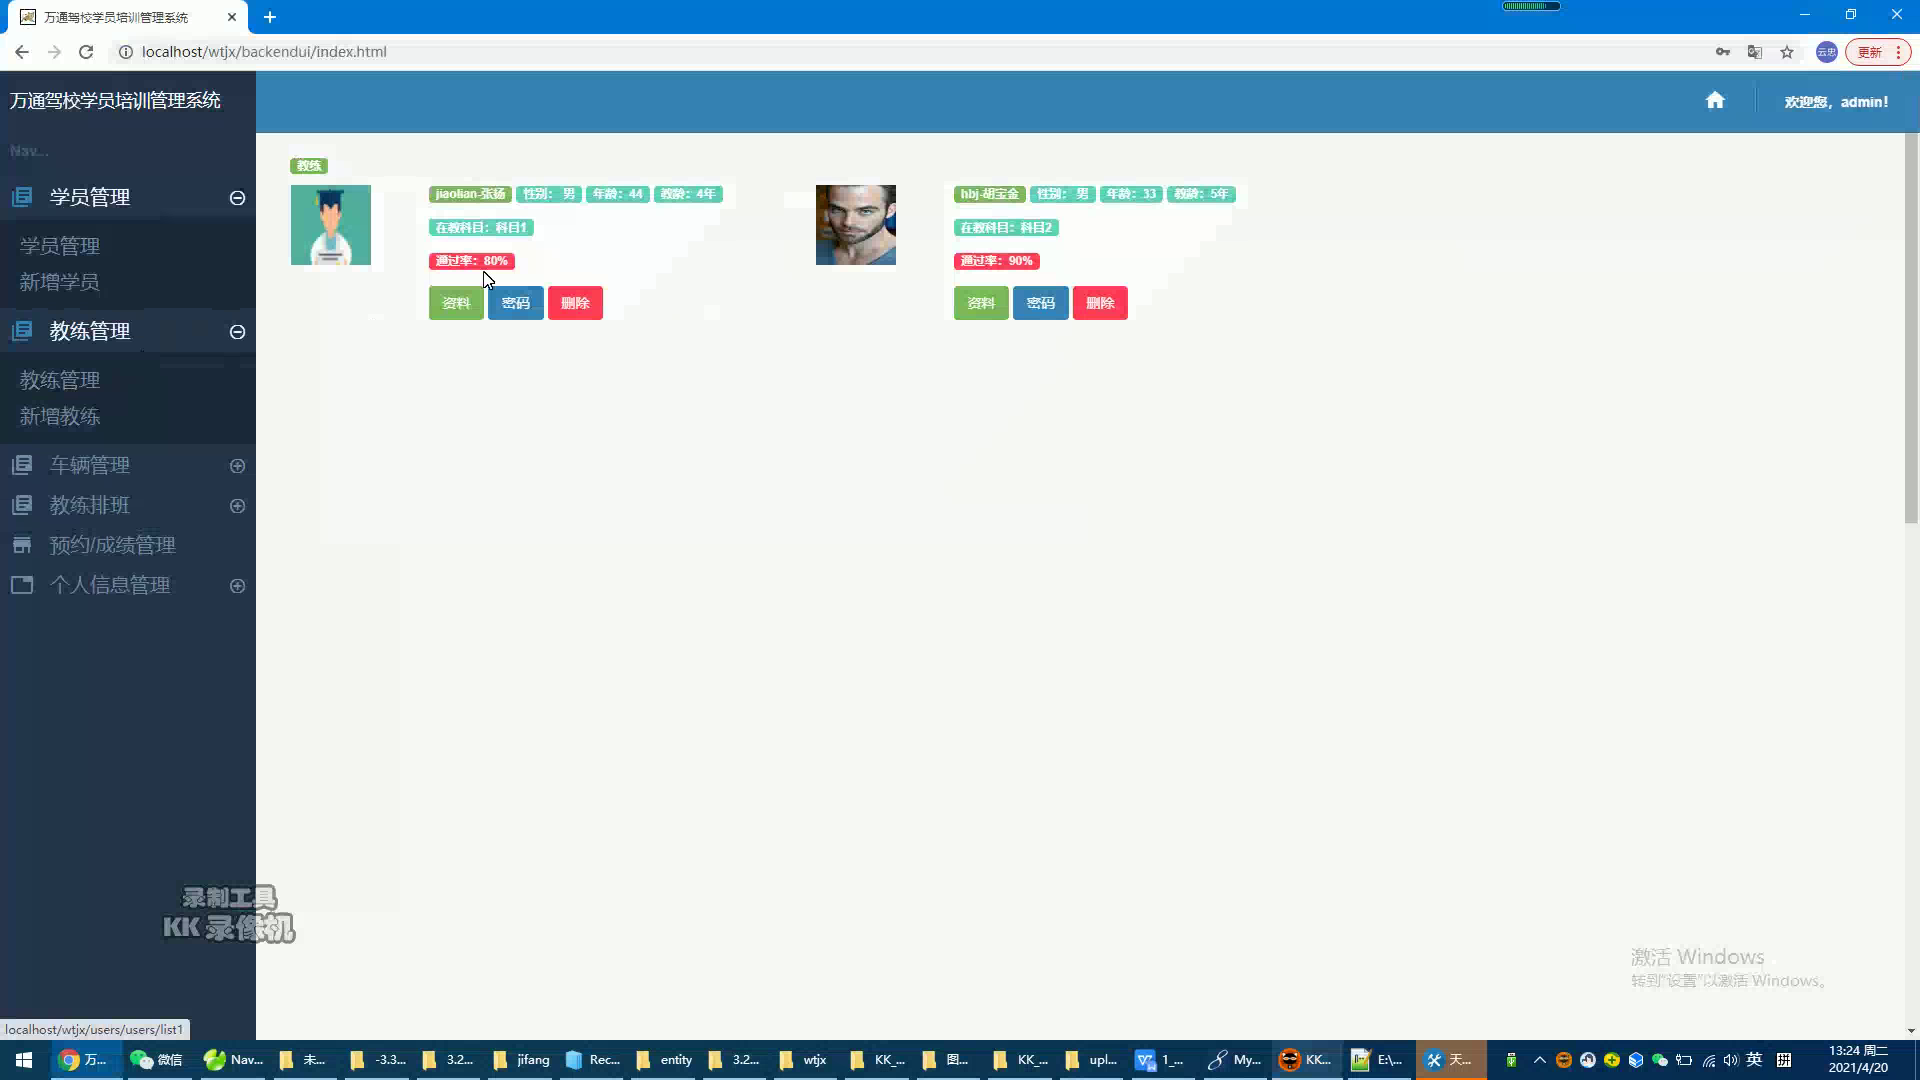 万通驾校学员培训管理系统
localhost/wtjx/backendui/index.html
云忠
更新
万通驾校学员培训管理系统
欢迎您，admin！
Nav...
学员管理
学员管理
新增学员
教练管理
教练管理
新增教练
车辆管理
教练排班
预约/成绩管理
个人信息管理
教练
jiaolian-张扬 性别： 男 年龄：44 教龄：4年
在教科目：科目1
通过率：80%
资料 密码 删除
hbj-胡宝金 性别： 男 年龄：33 教龄：5年
在教科目：科目2
通过率：90%
资料 密码 删除
录制工具
KK 录像机
激活 Windows
转到"设置"以激活 Windows。
localhost/wtjx/users/users/list1
万... 微信 Nav... 未... -3.3... 3.2... jifang Rec... entity 3.2... wtjx KK_... 图... KK_... upl... 1_... My... KK... E:\... 天... 英 拼
13:24 周二
2021/4/20